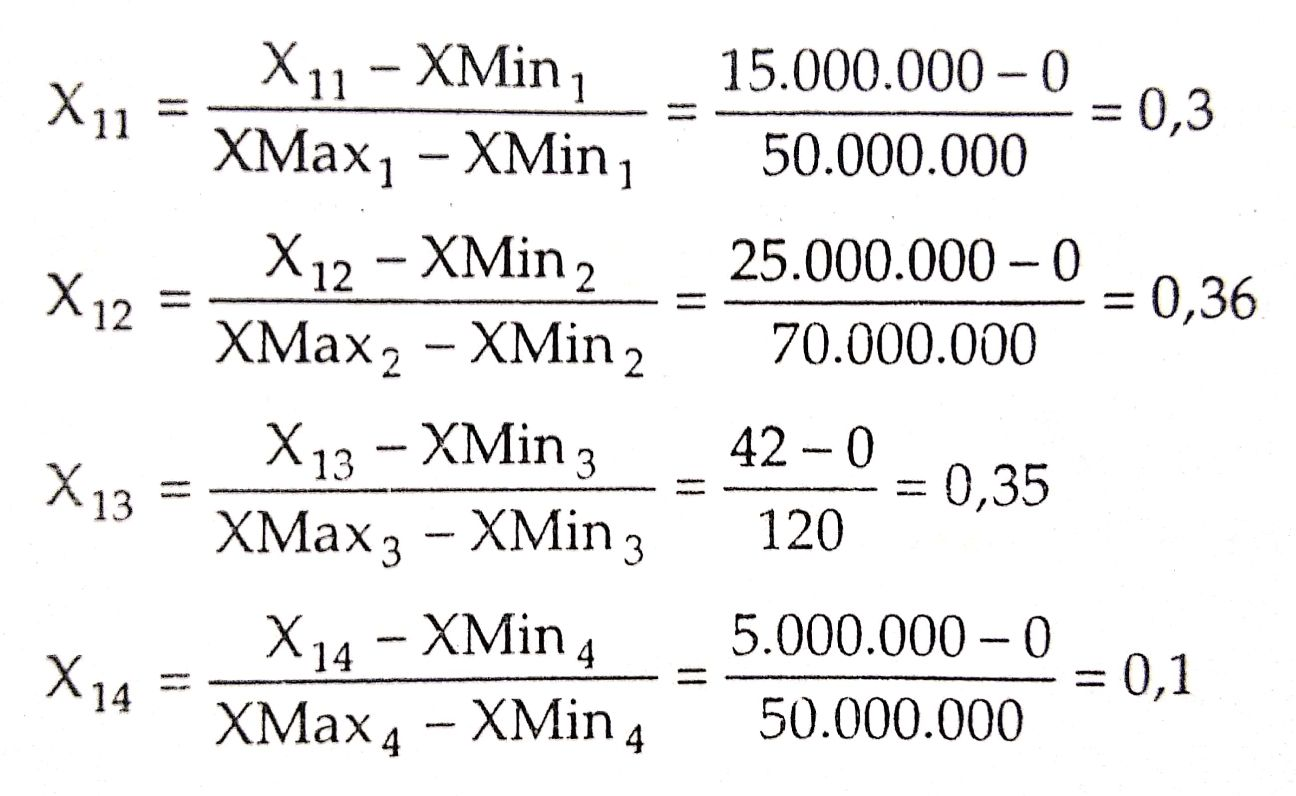 X₁₁ = (X₁₁ − XMin₁) / (XMax₁ − XMin₁) = (15.000.000 − 0) / 50.000.000 = 0,3
X₁₂ = (X₁₂ − XMin₂) / (XMax₂ − XMin₂) = (25.000.000 − 0) / 70.000.000 = 0,36
X₁₃ = (X₁₃ − XMin₃) / (XMax₃ − XMin₃) = (42 − 0) / 120 = 0,35
X₁₄ = (X₁₄ − XMin₄) / (XMax₄ − XMin₄) = (5.000.000 − 0) / 50.000.000 = 0,1